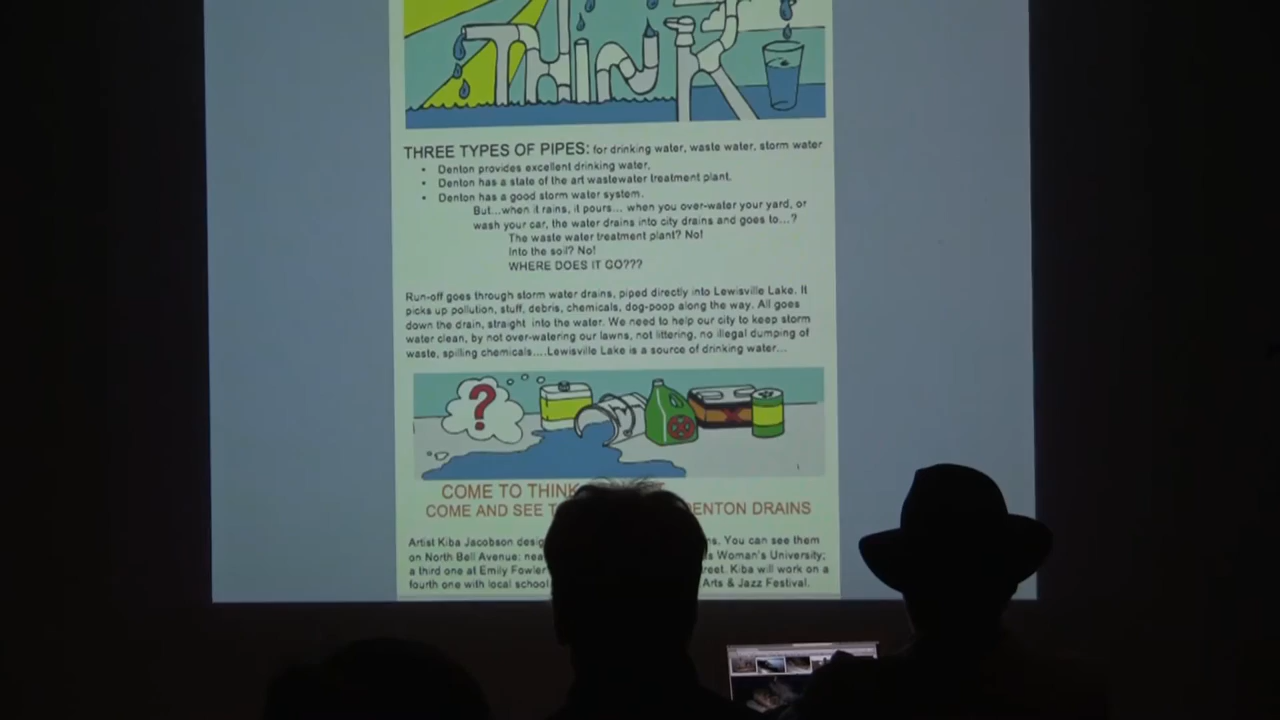 THINK
THREE TYPES OF PIPES: for drinking water, waste water, storm water
• Denton provides excellent drinking water,
• Denton has a state of the art wastewater treatment plant.
• Denton has a good storm water system.
But...when it rains, it pours... when you over-water your yard, or
wash your car, the water drains into city drains and goes to...?
The waste water treatment plant? No!
Into the soil? No!
WHERE DOES IT GO???
Run-off goes through storm water drains, piped directly into Lewisville Lake. It
picks up pollution, stuff, debris, chemicals, dog-poop along the way. All goes
down the drain, straight into the water. We need to help our city to keep storm
water clean, by not over-watering our lawns, not littering, no illegal dumping of
waste, spilling chemicals....Lewisville Lake is a source of drinking water...
?
COME TO THINK
COME AND SEE DENTON DRAINS
Artist Kiba Jacobson You can see them
on North Bell Avenue: Woman's University;
a third one at Emily Fowler Kiba will work on a
fourth one with local Arts & Jazz Festival.